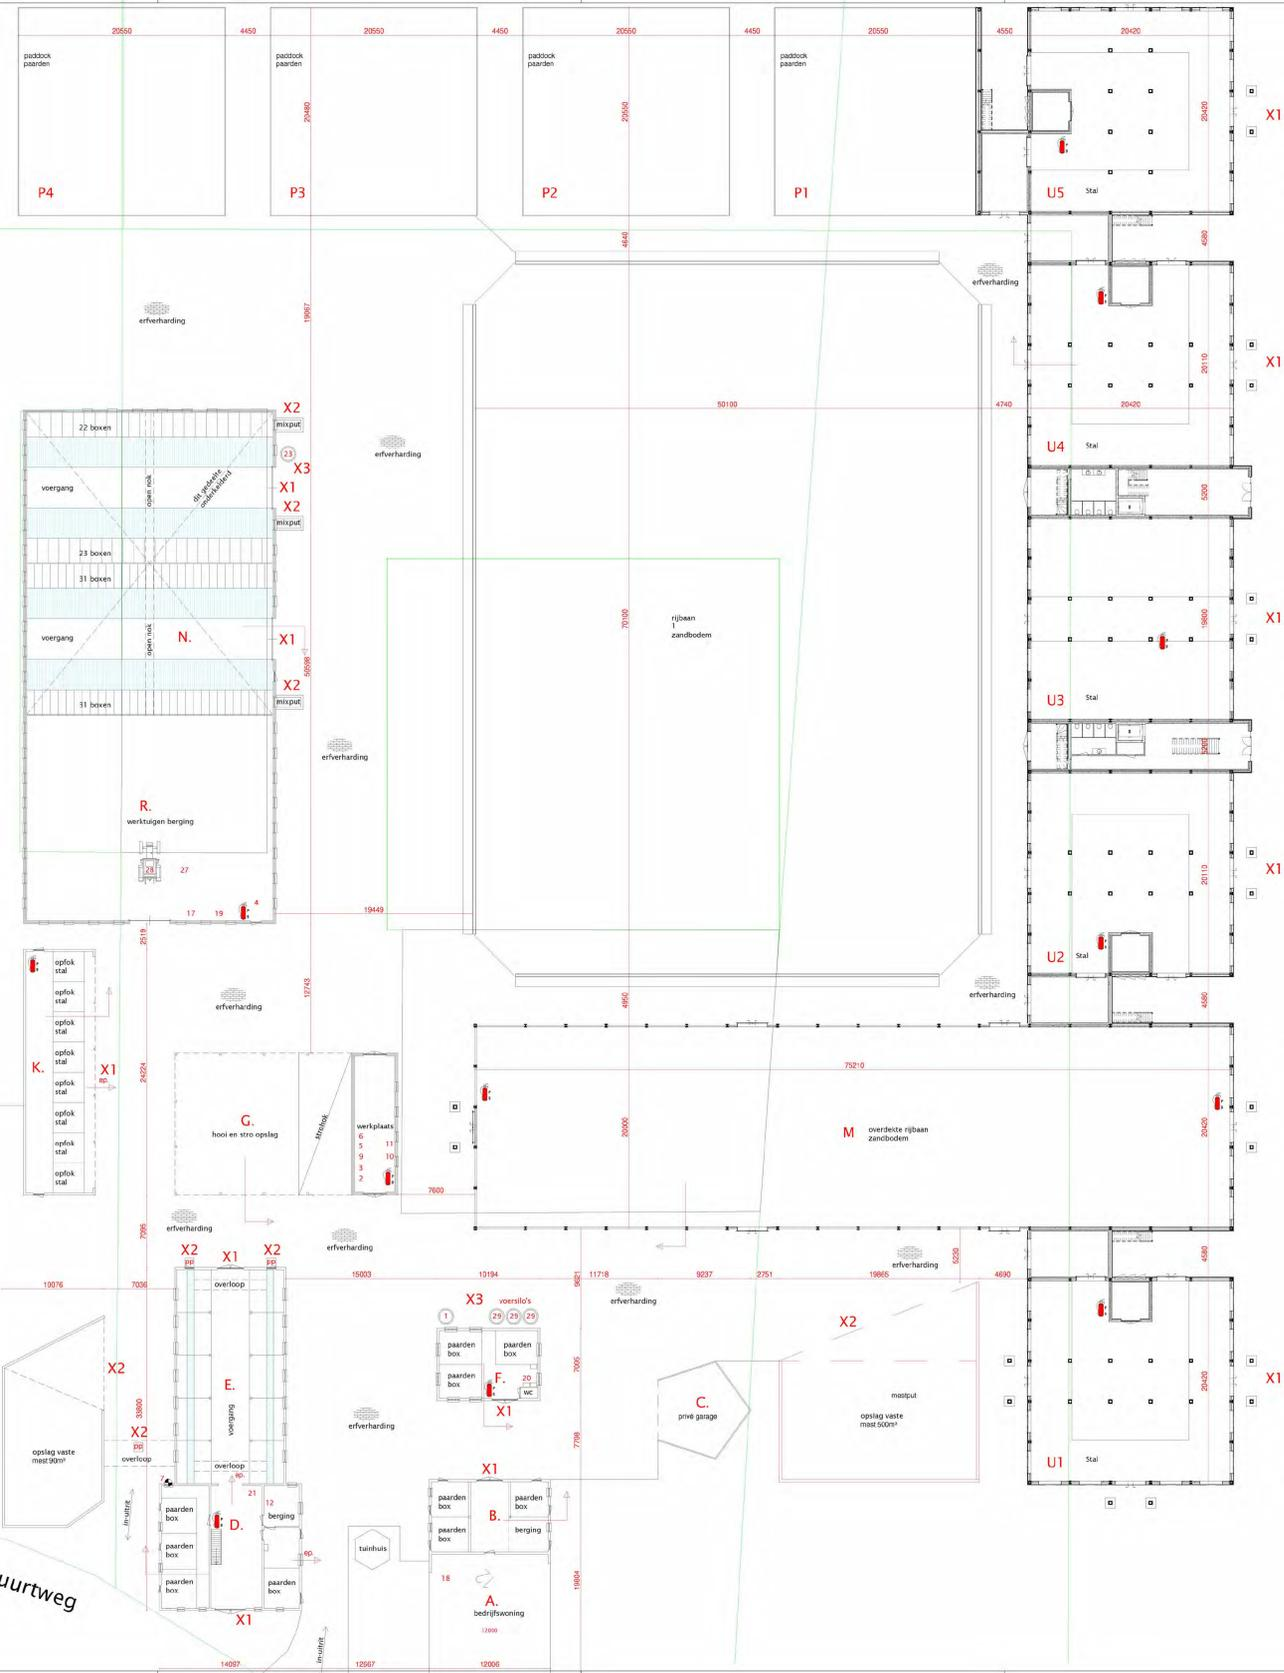 20550
4450
20550
4450
20550
4450
20550
4550
20420
paddock
paarden
paddock
paarden
paddock
paarden
paddock
paarden
20480
20550
20420
X1
P4
P3
P2
P1
U5
Stal
4640
4580
erfverharding
erfverharding
19067
X1
20110
50100
4740
20420
X2
mixput
22 boxen
23
X3
erfverharding
U4
Stal
voergang
open nok
dit gedeelte
onderkelderd
X1
X2
mixput
5200
23 boxen
31 boxen
70100
rijbaan
1
zandbodem
19800
X1
voergang
open nok
N.
X1
50598
X2
mixput
31 boxen
U3
Stal
erfverharding
5200
R.
werktuigen berging
28
27
20110
X1
17
19
4
19449
2519
U2
Stal
opfok
stal
opfok
stal
opfok
stal
opfok
stal
opfok
stal
opfok
stal
opfok
stal
opfok
stal
12743
erfverharding
4950
erfverharding
4580
K.
X1
ep.
24224
G.
hooi en stro opslag
strohok
werkplaats
6
5
9
3
2
11
10
75210
20000
M
overdekte rijbaan
zandbodem
20420
7600
erfverharding
7095
erfverharding
erfverharding
5230
4580
X2
pp
X1
X2
pp
overloop
19076
7036
15003
10194
9621
11718
9237
2751
19865
4690
erfverharding
X3
voersilo's
1
29
29
29
X2
paarden
box
paarden
box
paarden
box
F.
20
wc
X1
7005
X2
E.
voergang
33800
C.
privé garage
mestput
opslag vaste
mest 500m³
20420
X1
erfverharding
7798
X2
pp
overloop
overloop
opslag vaste
mest 90m³
U1
Stal
7
ep.
21
12
berging
X1
paarden
box
paarden
box
paarden
box
berging
B.
in-uitrit
paarden
box
paarden
box
paarden
box
D.
ep.
paarden
box
tuinhuis
18
19804
A.
bedrijfswoning
12000
uurtweg
X1
in-uitrit
14097
12667
12006